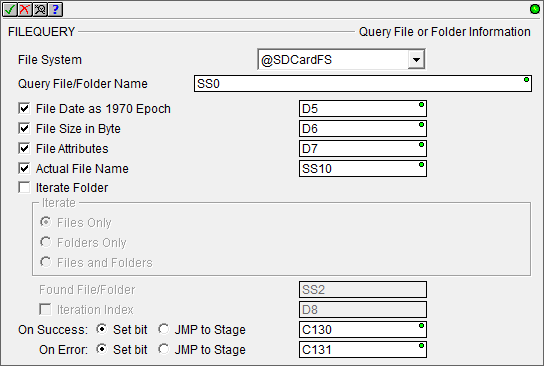 FILEQUERY Query File or Folder Information
File System @SDCardFS
Query File/Folder Name SS0
File Date as 1970 Epoch D5
File Size in Byte D6
File Attributes D7
Actual File Name SS10
Iterate Folder
Iterate
Files Only
Folders Only
Files and Folders
Found File/Folder SS2
Iteration Index D8
On Success: Set bit JMP to Stage C130
On Error: Set bit JMP to Stage C131